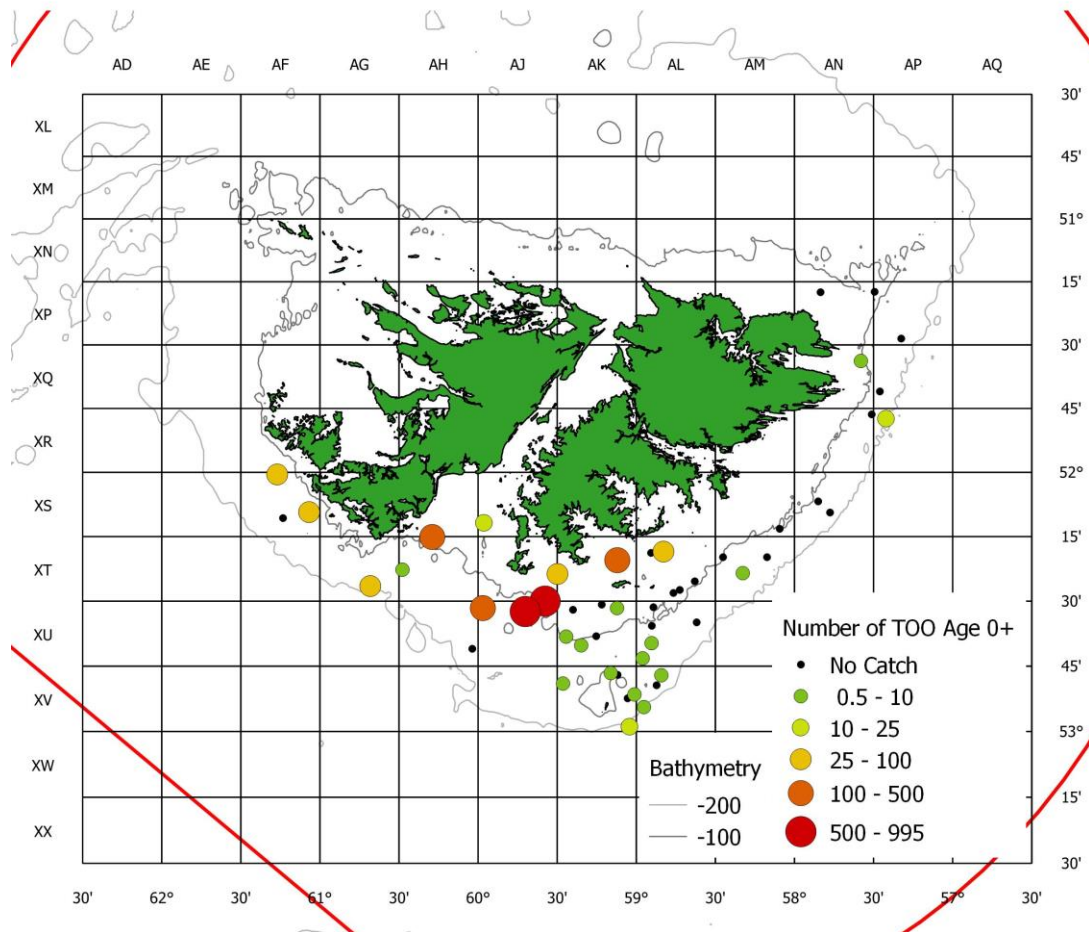 AD AE AF AG AH AJ AK AL AM AN AP AQ
30'
XL
45'
XM
51°
XN
15'
XP
30'
XQ
45'
XR
52°
XS
15'
XT
30'
XU
45'
XV
53°
XW
15'
XX
30'
Number of TOO Age 0+
No Catch
0.5 - 10
10 - 25
25 - 100
100 - 500
500 - 995
Bathymetry
-200
-100
30' 62° 30' 61° 30' 60° 30' 59° 30' 58° 30' 57° 30'